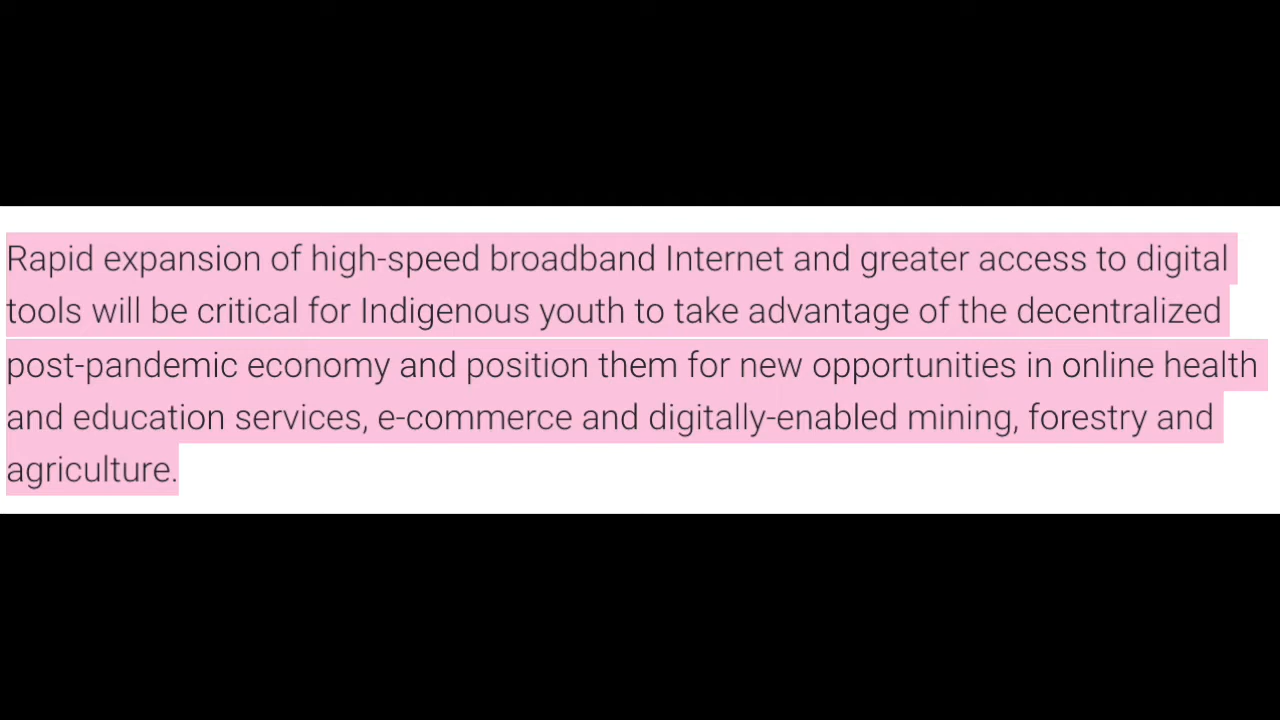 Rapid expansion of high-speed broadband Internet and greater access to digital
tools will be critical for Indigenous youth to take advantage of the decentralized
post-pandemic economy and position them for new opportunities in online health
and education services, e-commerce and digitally-enabled mining, forestry and
agriculture.